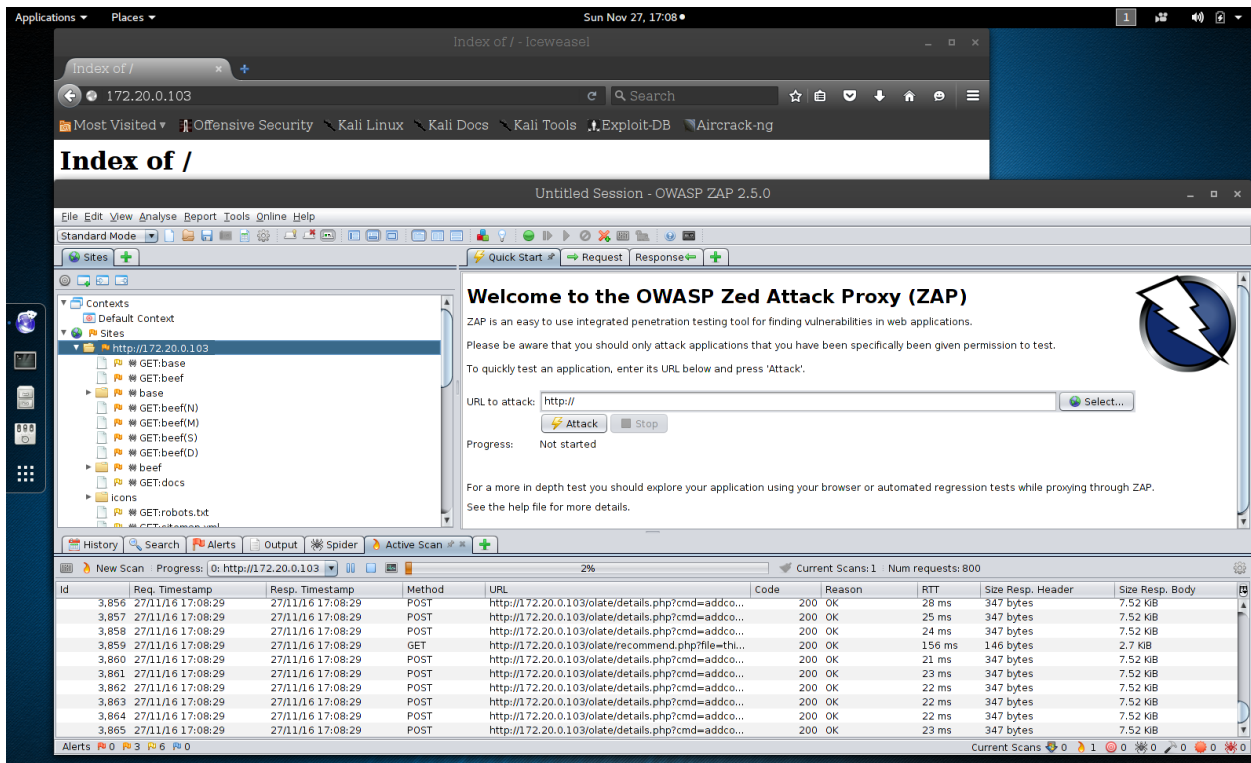 Applications Places Sun Nov 27, 17:08 1
Index of / - Iceweasel
Index of /
172.20.0.103 Search
Most Visited Offensive Security Kali Linux Kali Docs Kali Tools Exploit-DB Aircrack-ng
Index of /
Untitled Session - OWASP ZAP 2.5.0
File Edit View Analyse Report Tools Online Help
Standard Mode
Sites
Quick Start Request Response
Contexts
Default Context
Sites
http://172.20.0.103
GET:base
GET:beef
base
GET:beef(N)
GET:beef(M)
GET:beef(S)
GET:beef(D)
beef
GET:docs
icons
GET:robots.txt
GET:sitemap.xml
Welcome to the OWASP Zed Attack Proxy (ZAP)
ZAP is an easy to use integrated penetration testing tool for finding vulnerabilities in web applications.
Please be aware that you should only attack applications that you have been specifically been given permission to test.
To quickly test an application, enter its URL below and press 'Attack'.
URL to attack: http:// Select...
Attack Stop
Progress: Not started
For a more in depth test you should explore your application using your browser or automated regression tests while proxying through ZAP.
See the help file for more details.
History Search Alerts Output Spider Active Scan
New Scan Progress: 0: http://172.20.0.103 2% Current Scans: 1 Num requests: 800
Id Req. Timestamp Resp. Timestamp Method URL Code Reason RTT Size Resp. Header Size Resp. Body
3,856 27/11/16 17:08:29 27/11/16 17:08:29 POST http://172.20.0.103/olate/details.php?cmd=addco... 200 OK 28 ms 347 bytes 7.52 KiB
3,857 27/11/16 17:08:29 27/11/16 17:08:29 POST http://172.20.0.103/olate/details.php?cmd=addco... 200 OK 25 ms 347 bytes 7.52 KiB
3,858 27/11/16 17:08:29 27/11/16 17:08:29 POST http://172.20.0.103/olate/details.php?cmd=addco... 200 OK 24 ms 347 bytes 7.52 KiB
3,859 27/11/16 17:08:29 27/11/16 17:08:29 GET http://172.20.0.103/olate/recommend.php?file=thi... 200 OK 156 ms 146 bytes 2.7 KiB
3,860 27/11/16 17:08:29 27/11/16 17:08:29 POST http://172.20.0.103/olate/details.php?cmd=addco... 200 OK 21 ms 347 bytes 7.52 KiB
3,861 27/11/16 17:08:29 27/11/16 17:08:29 POST http://172.20.0.103/olate/details.php?cmd=addco... 200 OK 23 ms 347 bytes 7.52 KiB
3,862 27/11/16 17:08:29 27/11/16 17:08:29 POST http://172.20.0.103/olate/details.php?cmd=addco... 200 OK 22 ms 347 bytes 7.52 KiB
3,863 27/11/16 17:08:29 27/11/16 17:08:29 POST http://172.20.0.103/olate/details.php?cmd=addco... 200 OK 22 ms 347 bytes 7.52 KiB
3,864 27/11/16 17:08:29 27/11/16 17:08:29 POST http://172.20.0.103/olate/details.php?cmd=addco... 200 OK 22 ms 347 bytes 7.52 KiB
3,865 27/11/16 17:08:29 27/11/16 17:08:29 POST http://172.20.0.103/olate/details.php?cmd=addco... 200 OK 23 ms 347 bytes 7.52 KiB
Alerts 0 3 6 0 Current Scans 0 1 0 0 0 0 0